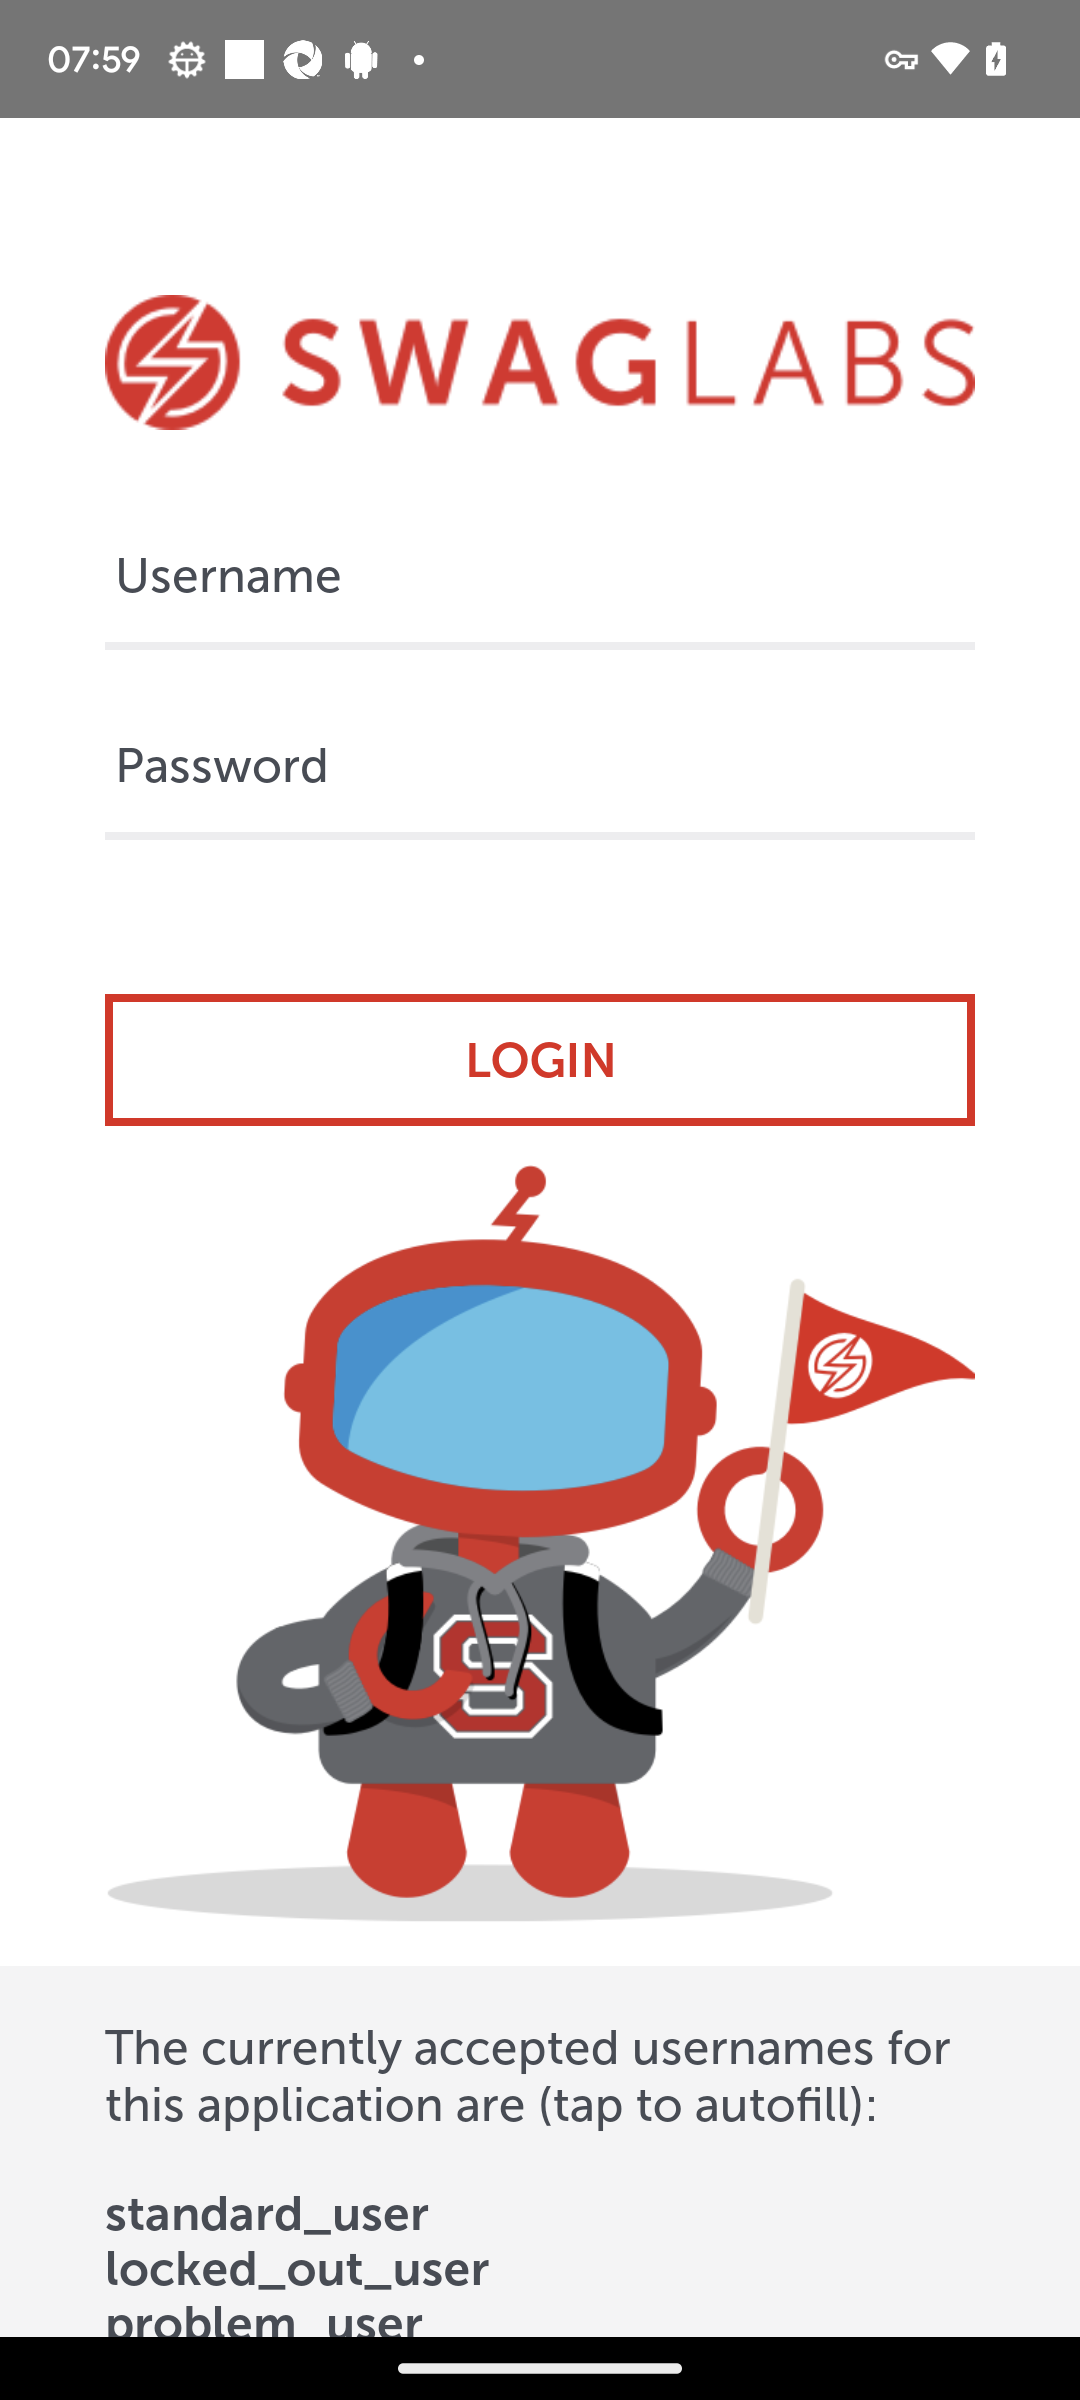 07:59
SWAGLABS
Username
Password
LOGIN
S
The currently accepted usernames for
this application are (tap to autofill):
standard_user
locked_out_user
problem_user